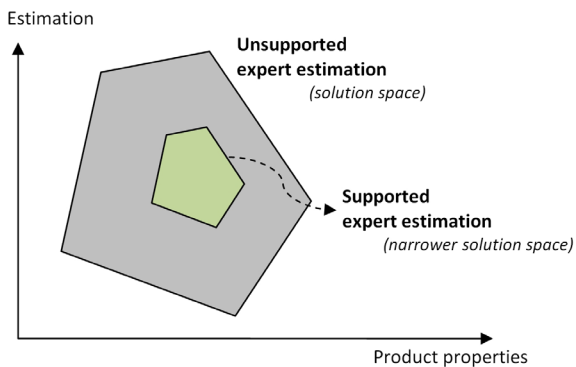 Estimation
Unsupported
expert estimation
(solution space)
Supported
expert estimation
(narrower solution space)
Product properties